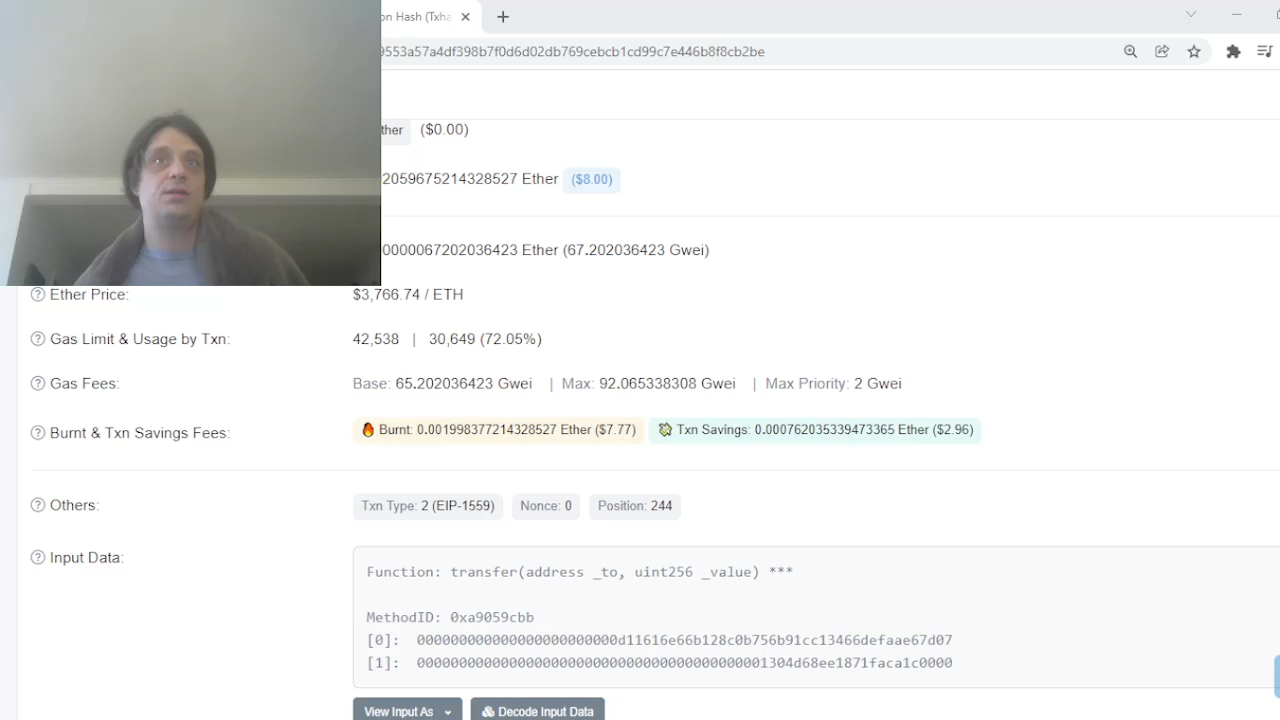 on Hash (Txha
9553a57a4df398b7f0d6d02db769cebcb1cd99c7e446b8f8cb2be
ther ($0.00)
2059675214328527 Ether ($8.00)
0000067202036423 Ether (67.202036423 Gwei)
Ether Price: $3,766.74 / ETH
Gas Limit & Usage by Txn: 42,538 | 30,649 (72.05%)
Gas Fees: Base: 65.202036423 Gwei | Max: 92.065338308 Gwei | Max Priority: 2 Gwei
Burnt & Txn Savings Fees: Burnt: 0.001998377214328527 Ether ($7.77) Txn Savings: 0.000762035339473365 Ether ($2.96)
Others: Txn Type: 2 (EIP-1559) Nonce: 0 Position: 244
Input Data:
Function: transfer(address _to, uint256 _value) ***
MethodID: 0xa9059cbb
[0]: 000000000000000000000000d11616e66b128c0b756b91cc13466defaae67d07
[1]: 000000000000000000000000000000000000000000001304d68ee1871faca1c0000
View Input As Decode Input Data